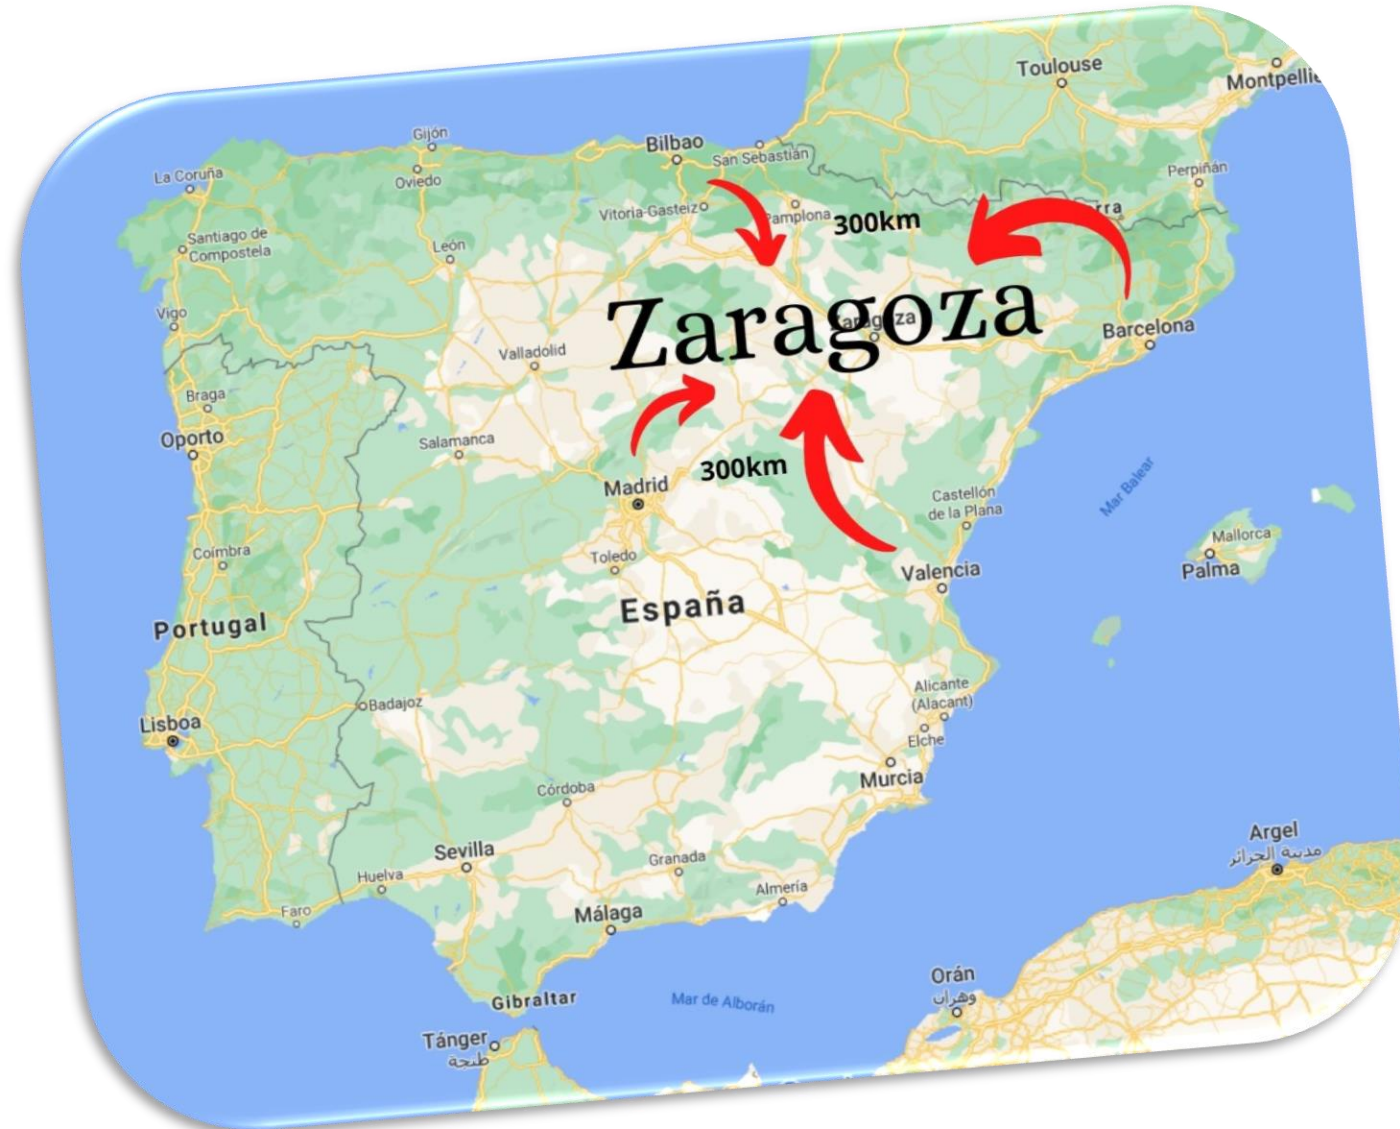 Toulouse
Montpellie
Gijón
Bilbao
San Sebastián
La Coruña
Oviedo
Perpiñán
Vitoria-Gasteiz
Pamplona
300km
rra
Santiago de
Compostela
León
Vigo
Zaragoza
Zaragoza
Barcelona
Valladolid
Braga
Oporto
Salamanca
300km
Madrid
Castellón
de la Plana
Mar Balear
Mallorca
Palma
Coímbra
Toledo
Valencia
España
Portugal
Badajoz
Alicante
(Alacant)
Lisboa
Elche
Murcia
Córdoba
Argel
مدينة الجزائر
Sevilla
Granada
Huelva
Almería
Faro
Málaga
Orán
وهران
Gibraltar
Mar de Alborán
Tánger
طنجة